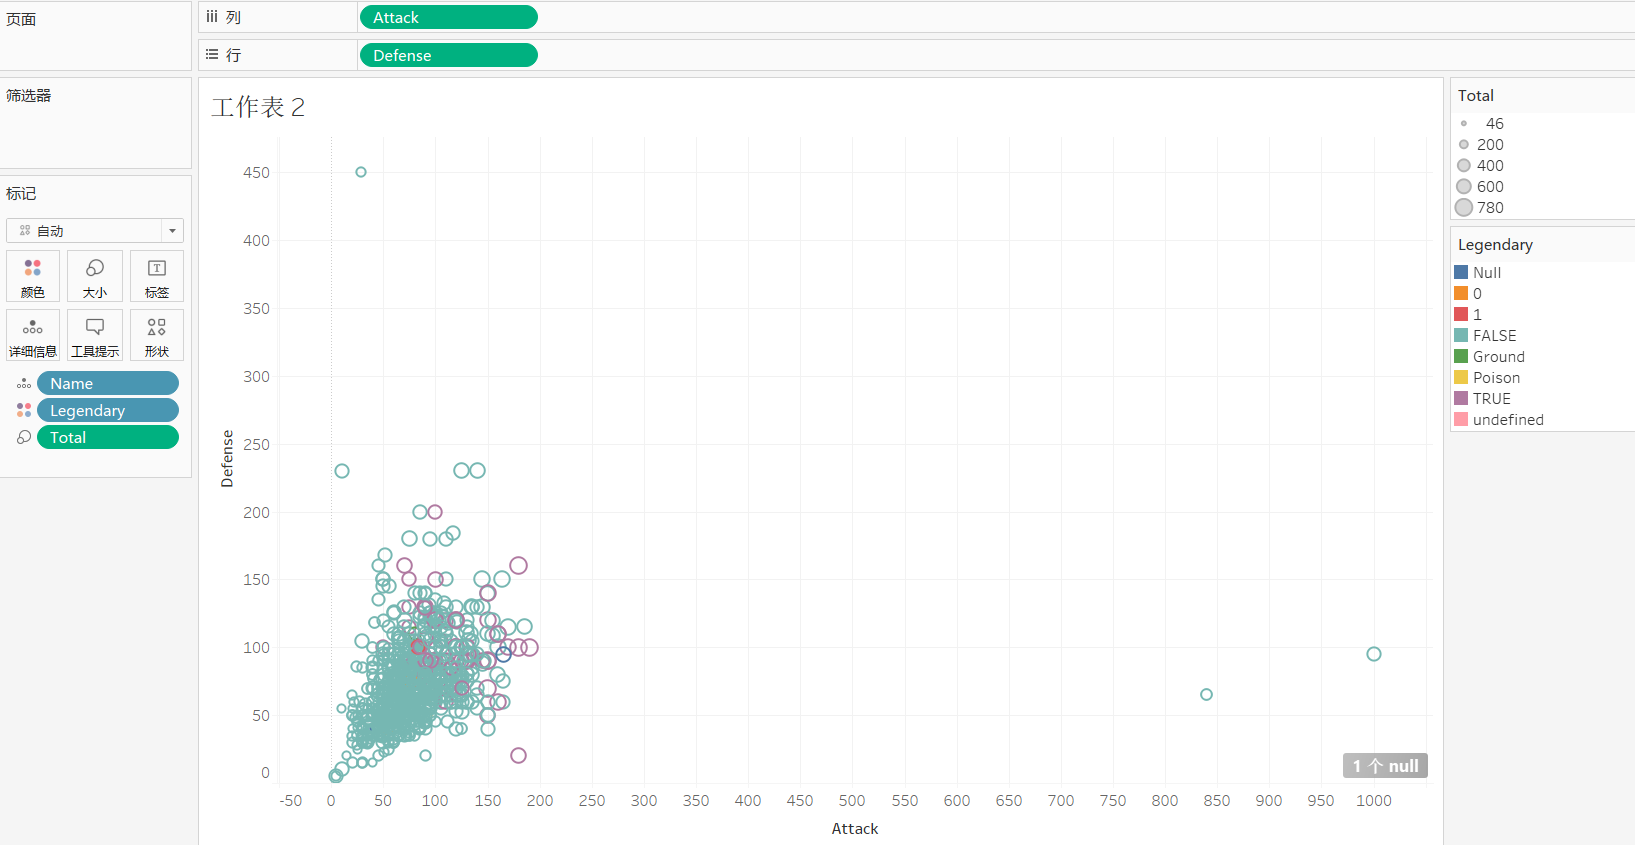 页面
列
Attack
行
Defense
筛选器
标记
自动
颜色
大小
标签
详细信息
工具提示
形状
Name
Legendary
Total
工作表 2
Defense
450
400
350
300
250
200
150
100
50
0
-50 0 50 100 150 200 250 300 350 400 450 500 550 600 650 700 750 800 850 900 950 1000
Attack
1 个 null
Total
46
200
400
600
780
Legendary
Null
0
1
FALSE
Ground
Poison
TRUE
undefined